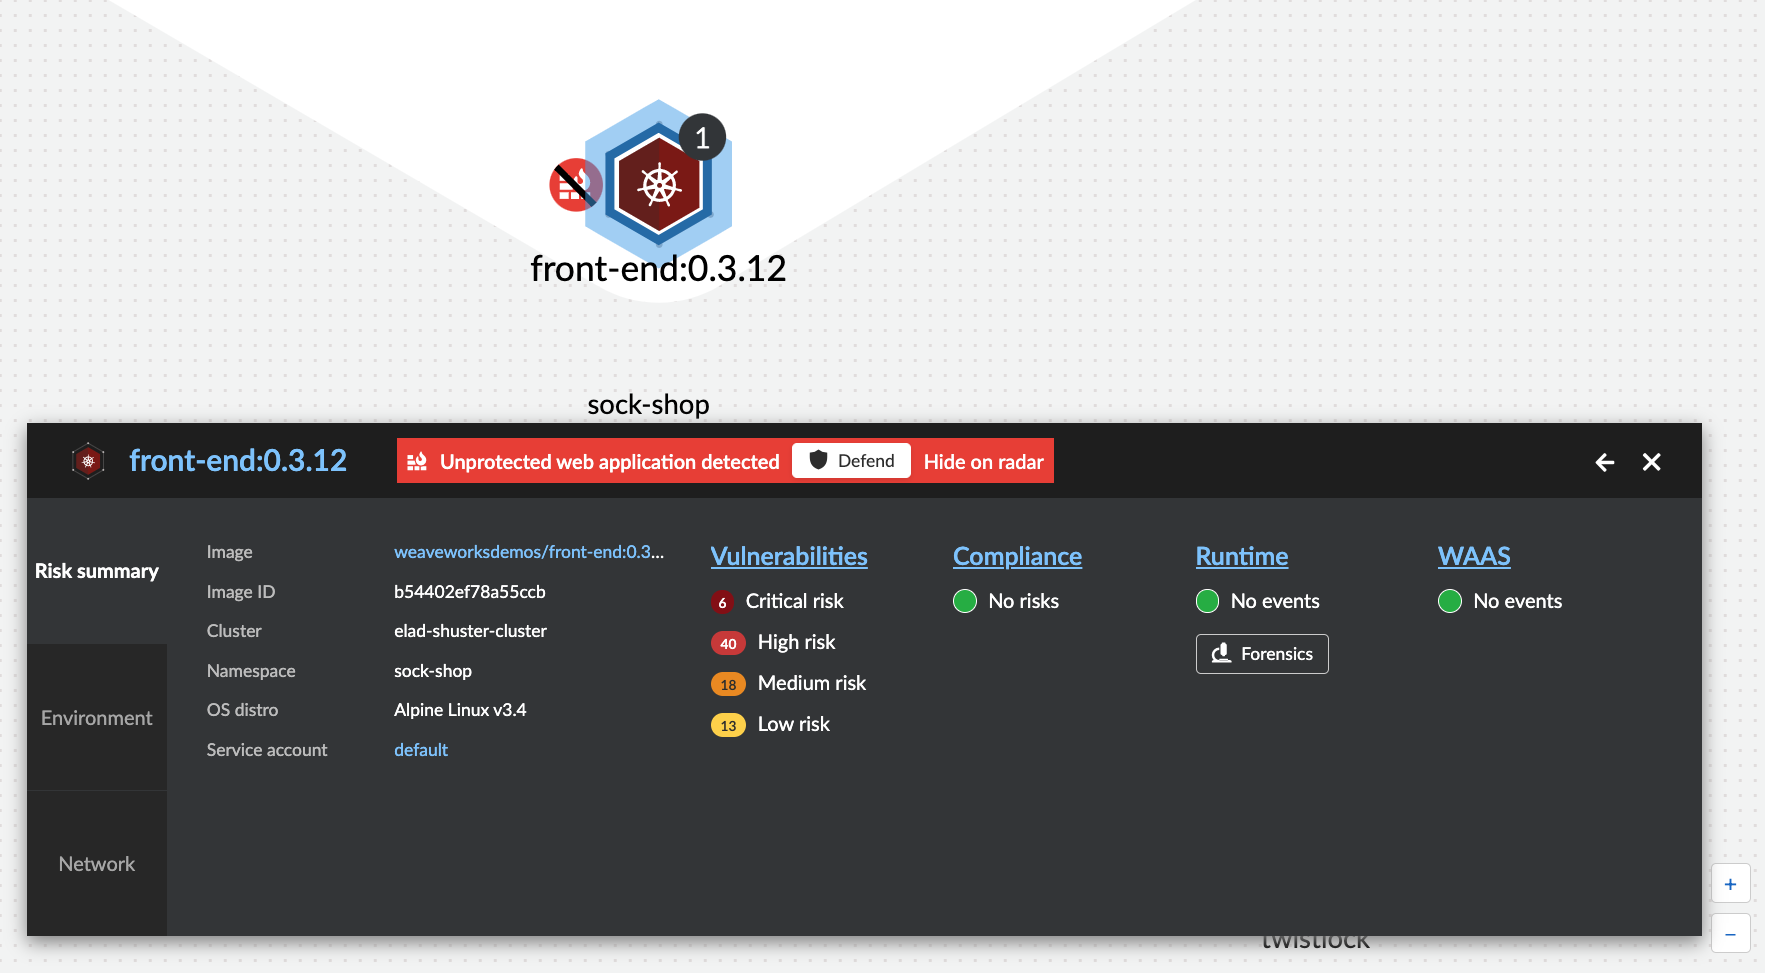 1
front-end:0.3.12
sock-shop
front-end:0.3.12
Unprotected web application detected
Defend
Hide on radar
Risk summary
Environment
Network
Image weaveworksdemos/front-end:0.3...
Image ID b54402ef78a55ccb
Cluster elad-shuster-cluster
Namespace sock-shop
OS distro Alpine Linux v3.4
Service account default
Vulnerabilities
6 Critical risk
40 High risk
18 Medium risk
13 Low risk
Compliance
No risks
Runtime
No events
Forensics
WAAS
No events
twistlock
+
−